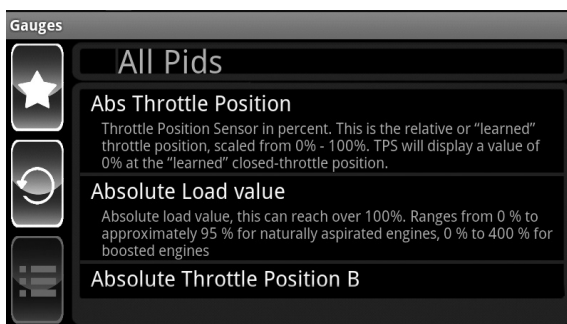 Gauges
All Pids
Abs Throttle Position
Throttle Position Sensor in percent. This is the relative or “learned”
throttle position, scaled from 0% - 100%. TPS will display a value of
0% at the “learned” closed-throttle position.
Absolute Load value
Absolute load value, this can reach over 100%. Ranges from 0 % to
approximately 95 % for naturally aspirated engines, 0 % to 400 % for
boosted engines
Absolute Throttle Position B